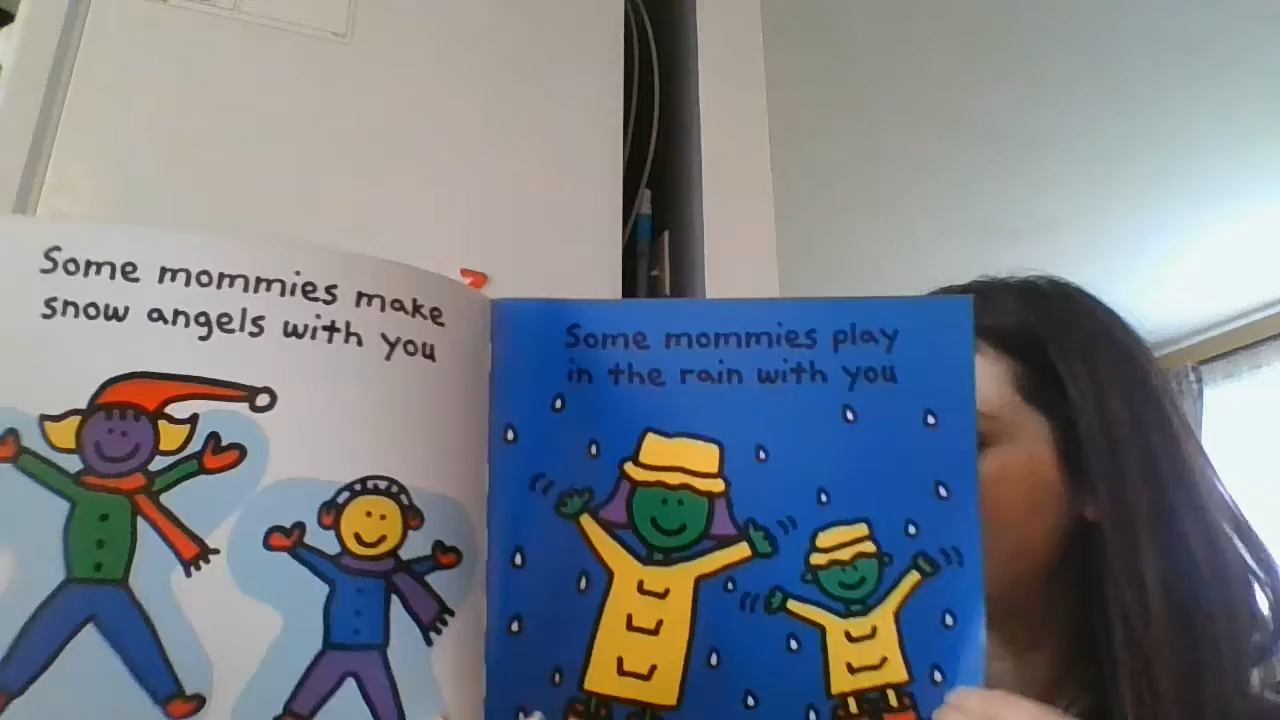 Some mommies make
snow angels with you
Some mommies play
in the rain with you